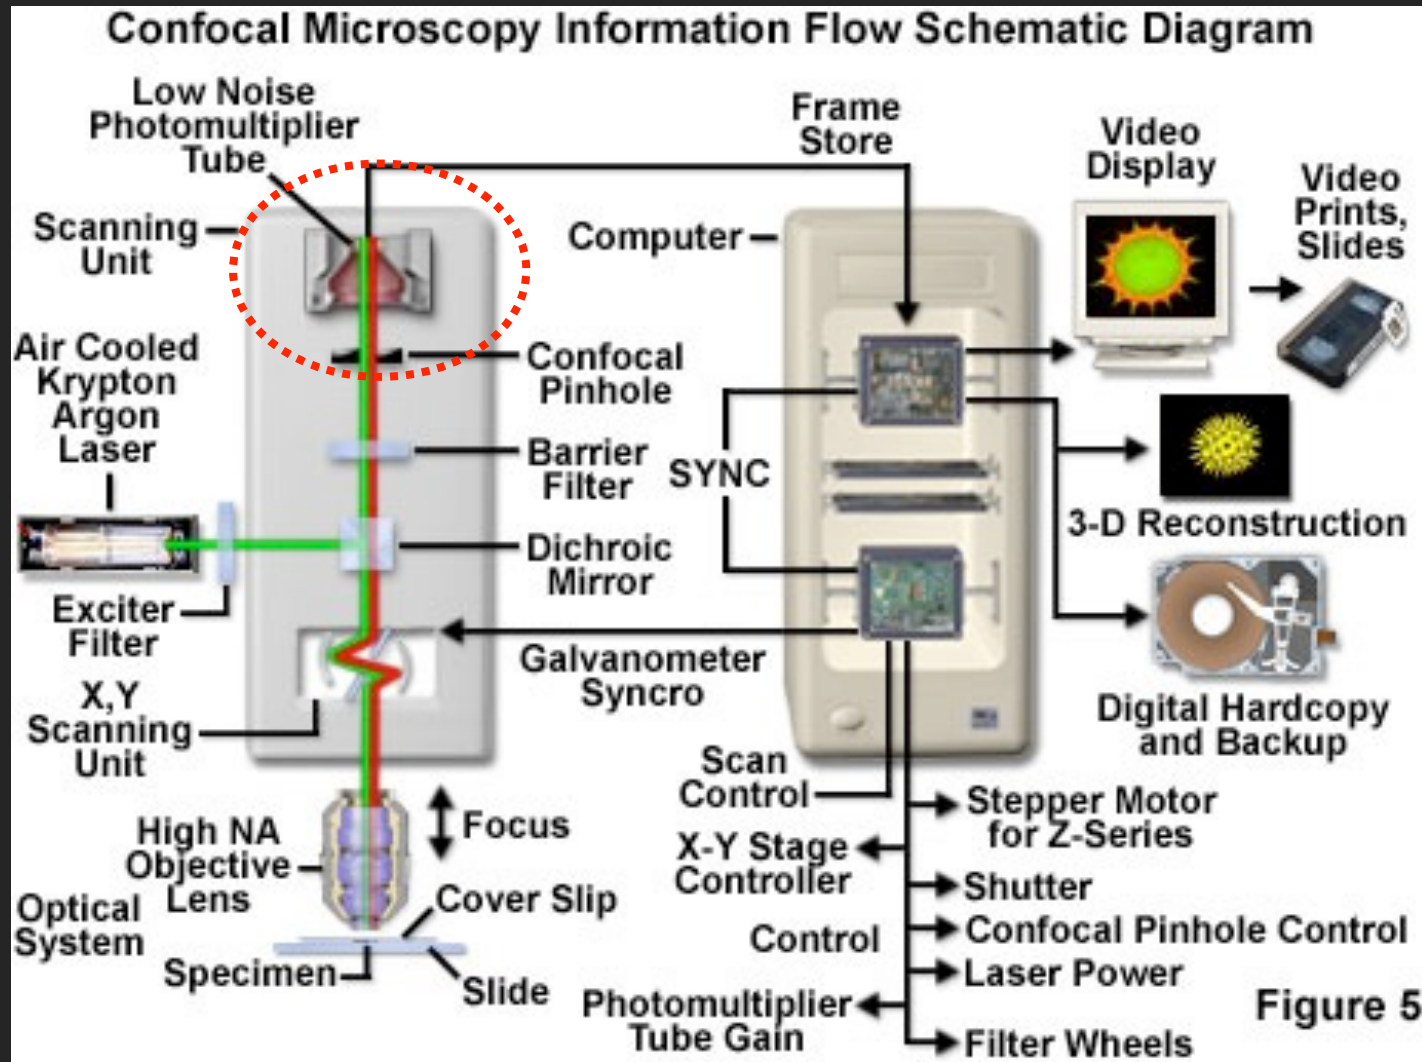 Confocal Microscopy Information Flow Schematic Diagram
Low Noise
Photomultiplier
Tube
Scanning
Unit
Air Cooled
Krypton
Argon
Laser
Exciter
Filter
X,Y
Scanning
Unit
High NA
Objective
Lens
Optical
System
Specimen
Slide
Cover Slip
Focus
Confocal
Pinhole
Barrier
Filter
Dichroic
Mirror
Galvanometer
Syncro
SYNC
Computer
Frame
Store
Video
Display
Video
Prints,
Slides
3-D Reconstruction
Digital Hardcopy
and Backup
Scan
Control
X-Y Stage
Controller
Control
Photomultiplier
Tube Gain
Stepper Motor
for Z-Series
Shutter
Confocal Pinhole Control
Laser Power
Filter Wheels
Figure 5